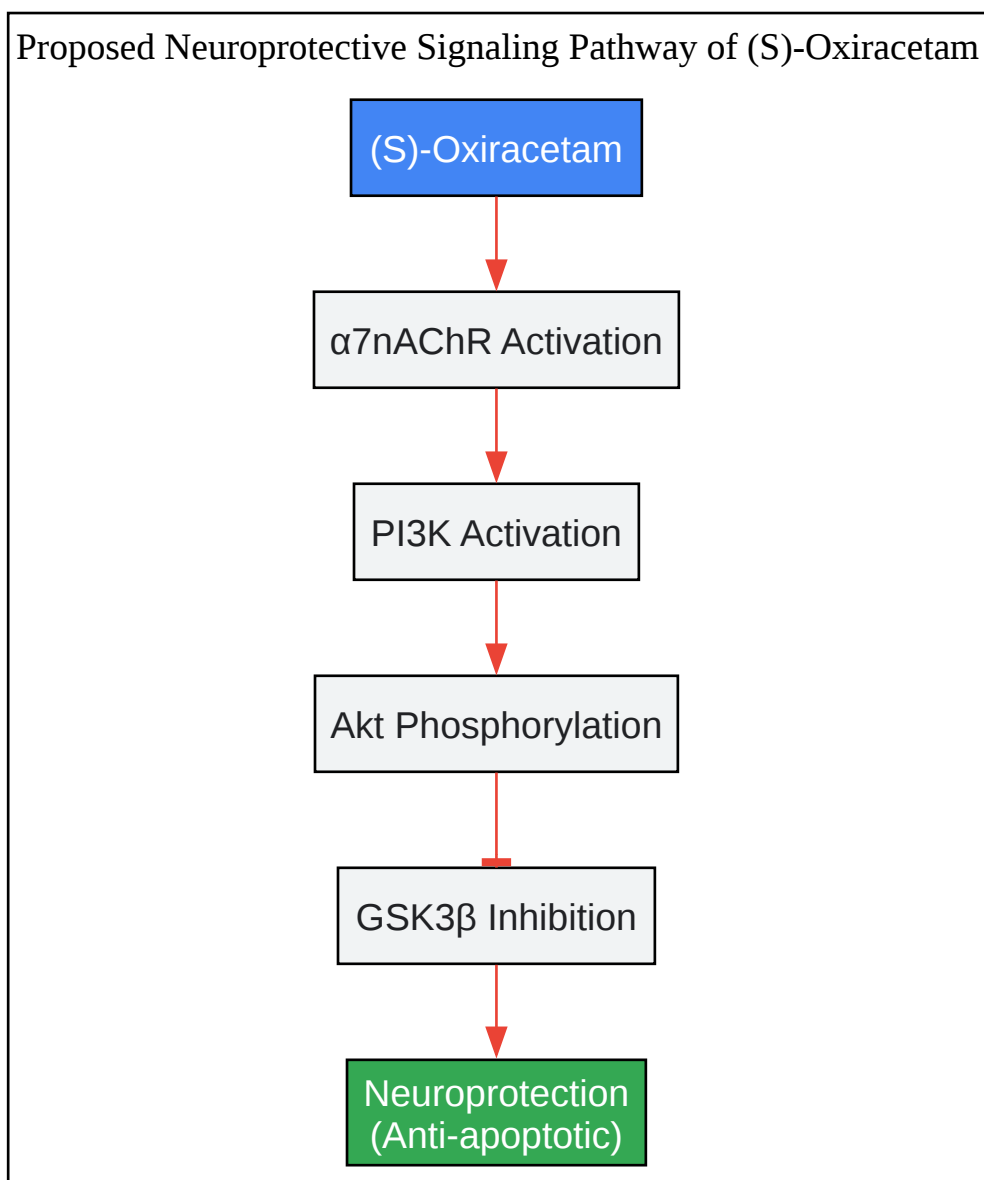 Proposed Neuroprotective Signaling Pathway of (S)-Oxiracetam
(S)-Oxiracetam
α7nAChR Activation
PI3K Activation
Akt Phosphorylation
GSK3β Inhibition
Neuroprotection
(Anti-apoptotic)